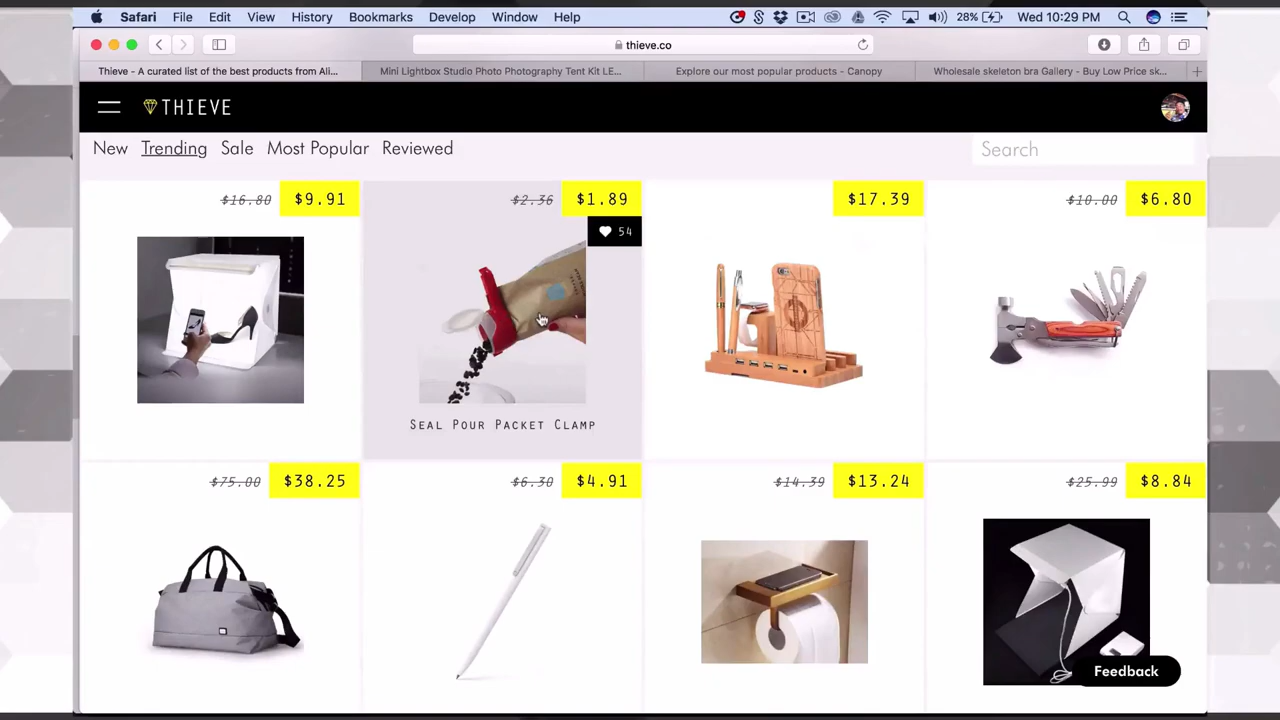 Safari File Edit View History Bookmarks Develop Window Help 28% Wed 10:29 PM
thieve.co
Thieve - A curated list of the best products from Ali... Mini Lightbox Studio Photo Photography Tent Kit LE... Explore our most popular products - Canopy Wholesale skeleton bra Gallery - Buy Low Price sk...
THIEVE
New Trending Sale Most Popular Reviewed Search
$16.80 $9.91 $2.36 $1.89 $17.39 $10.00 $6.80
54
Seal Pour Packet Clamp
$75.00 $38.25 $6.30 $4.91 $14.39 $13.24 $25.99 $8.84
Feedback